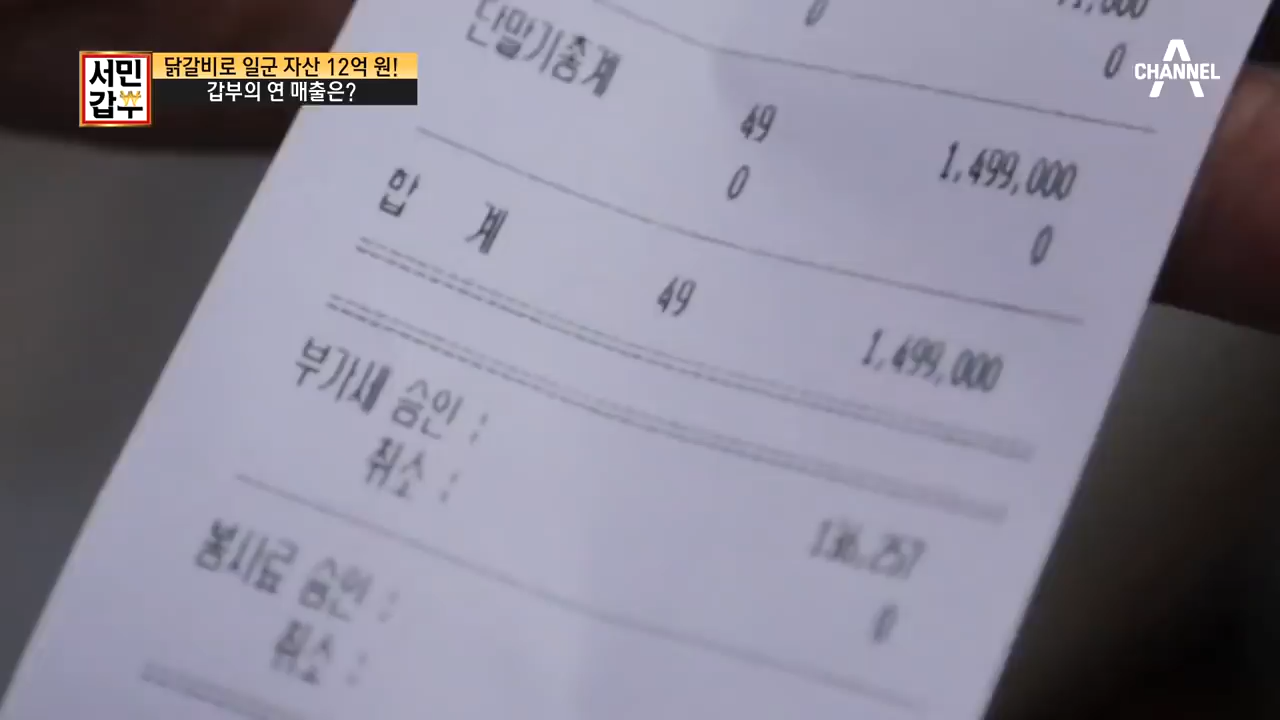 서민
갑부
닭갈비로 일군 자산 12억 원!
갑부의 연 매출은?
CHANNEL A
0
0
단말기총계
49 1,499,000
0 0
합 계
49 1,499,000
부가세 승인 : 136,257
취소 : 0
봉사료 승인 :
취소 :